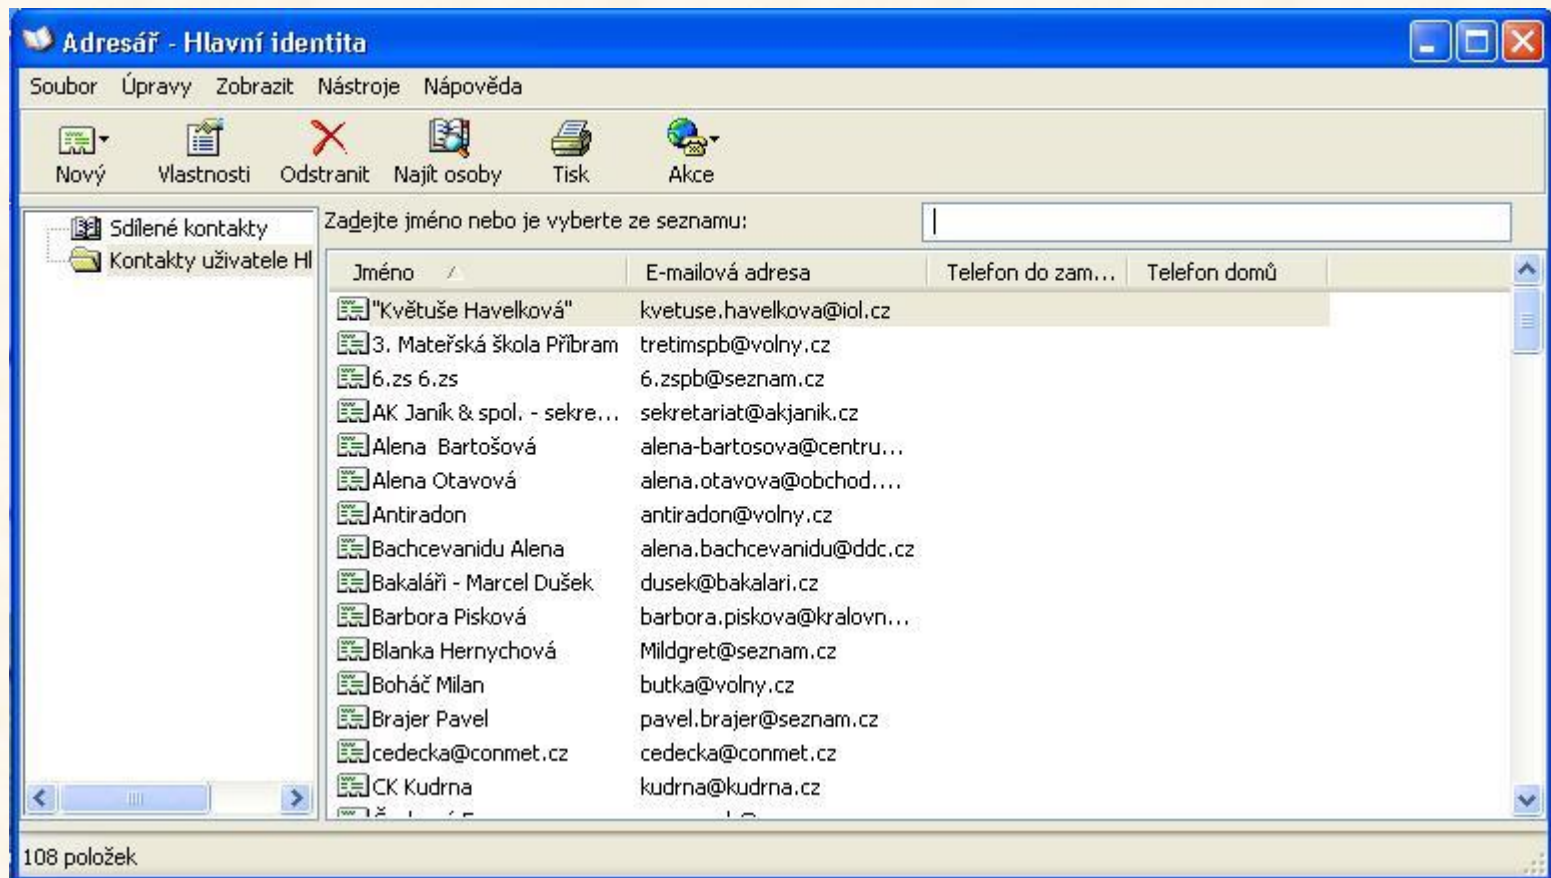 Adresář - Hlavní identita
Soubor Úpravy Zobrazit Nástroje Nápověda
Nový Vlastnosti Odstranit Najít osoby Tisk Akce
Sdílené kontakty
Kontakty uživatele Hl
Zadejte jméno nebo je vyberte ze seznamu:
Jméno E-mailová adresa Telefon do zam... Telefon domů
"Květuše Havelková" kvetuse.havelkova@iol.cz
3. Mateřská škola Příbram tretimspb@volny.cz
6.zs 6.zs 6.zspb@seznam.cz
AK Janík & spol. - sekre... sekretariat@akjanik.cz
Alena Bartošová alena-bartosova@centru...
Alena Otavová alena.otavova@obchod....
Antiradon antiradon@volny.cz
Bachcevanidu Alena alena.bachcevanidu@ddc.cz
Bakaláři - Marcel Dušek dusek@bakalari.cz
Barbora Pisková barbora.piskova@kralovn...
Blanka Hernychová Mildgret@seznam.cz
Boháč Milan butka@volny.cz
Brajer Pavel pavel.brajer@seznam.cz
cedecka@conmet.cz cedecka@conmet.cz
CK Kudrna kudrna@kudrna.cz
108 položek